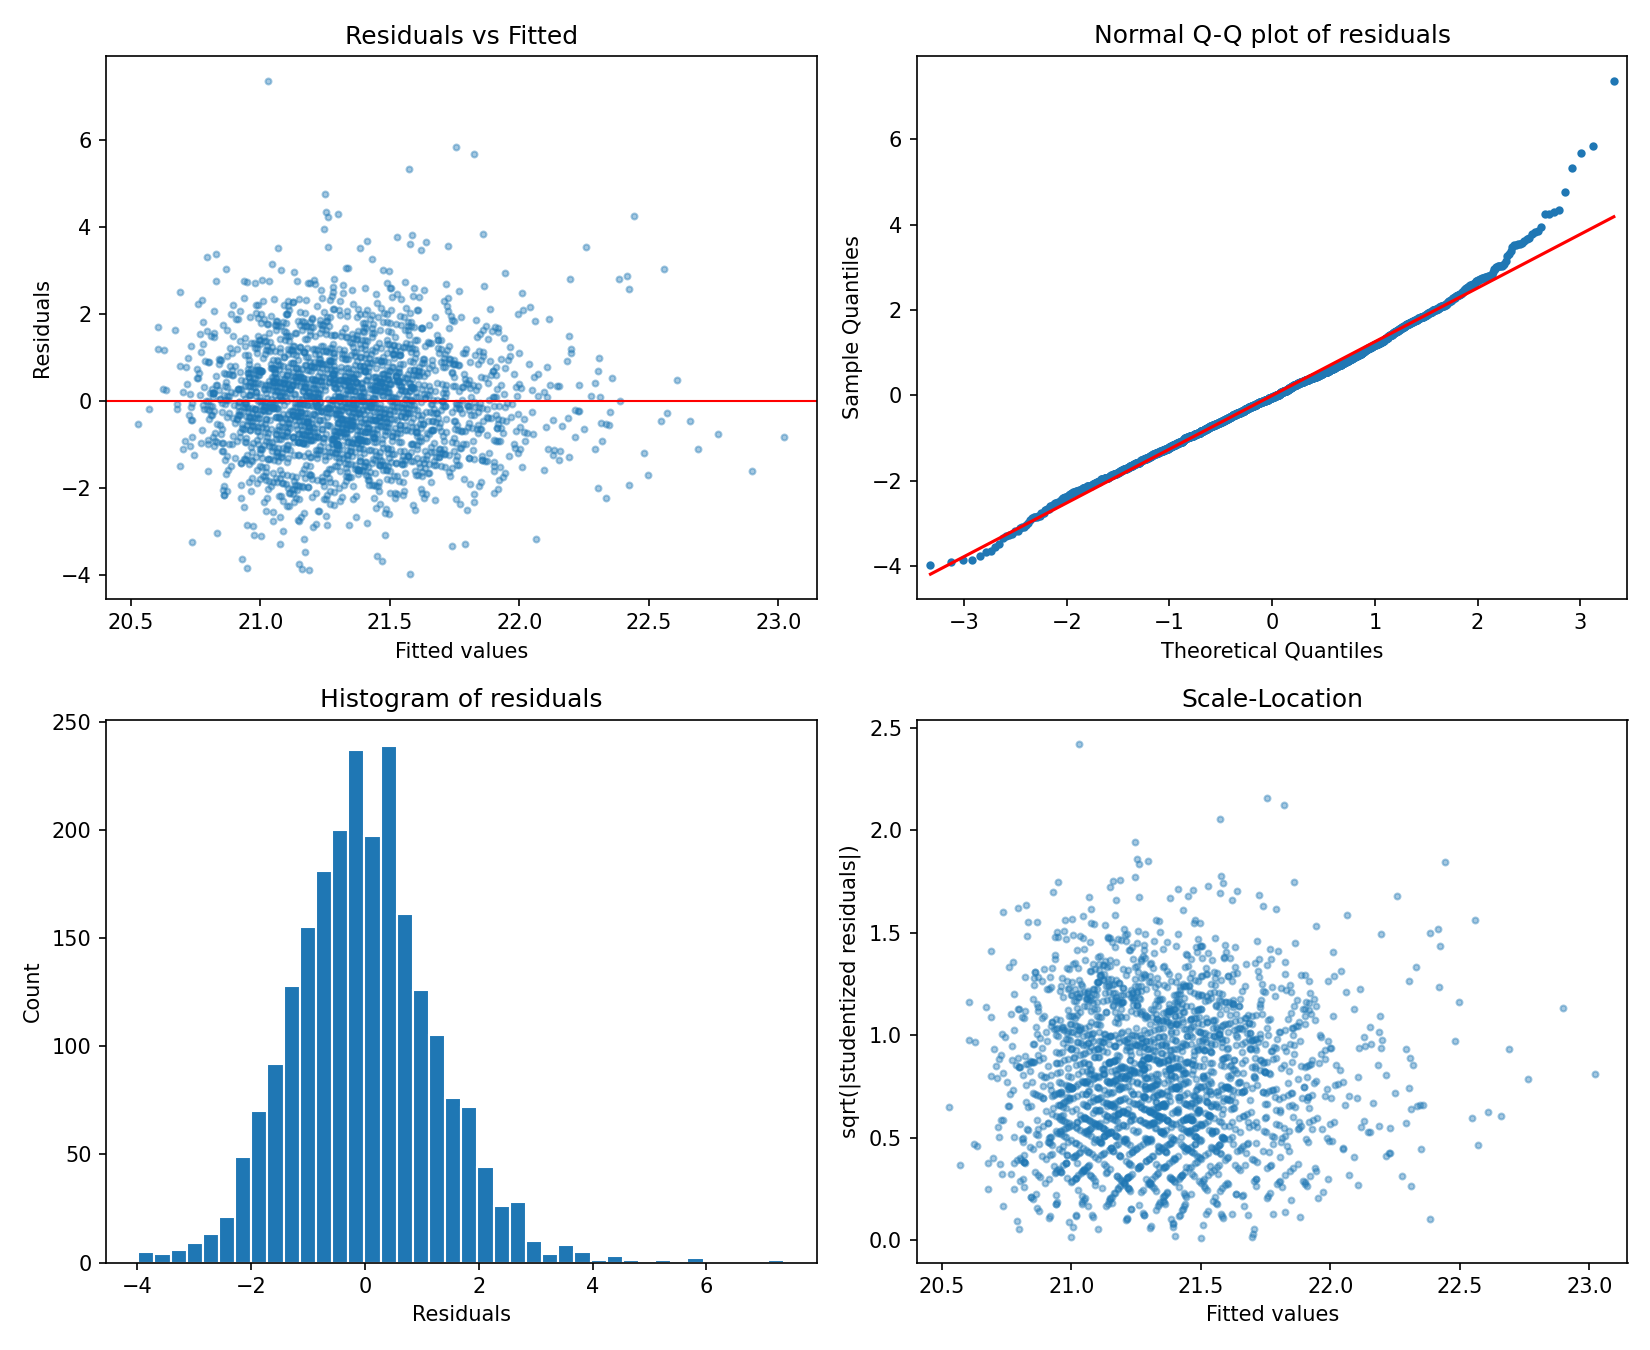 Residuals vs Fitted
Residuals
6
4
2
0
−2
−4
20.5 21.0 21.5 22.0 22.5 23.0
Fitted values
Normal Q-Q plot of residuals
Sample Quantiles
6
4
2
0
−2
−4
−3 −2 −1 0 1 2 3
Theoretical Quantiles
Histogram of residuals
Count
250
200
150
100
50
0
−4 −2 0 2 4 6
Residuals
Scale-Location
sqrt(|studentized residuals|)
2.5
2.0
1.5
1.0
0.5
0.0
20.5 21.0 21.5 22.0 22.5 23.0
Fitted values